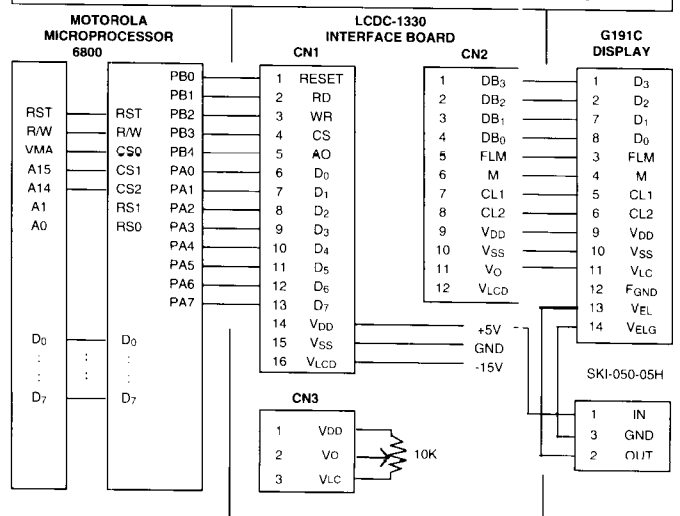 MOTOROLA MICROPROCESSOR 6800
LCDC-1330 INTERFACE BOARD
G191C DISPLAY
CN1
CN2
RST
R/W
VMA
A15
A14
A1
A0
D0
D7
RST
R/W
CS0
CS1
CS2
RS1
RS0
D0
D7
PB0
PB1
PB2
PB3
PB4
PA0
PA1
PA2
PA3
PA4
PA5
PA6
PA7
1 RESET
2 RD
3 WR
4 CS
5 AO
6 D0
7 D1
8 D2
9 D3
10 D4
11 D5
12 D6
13 D7
14 VDD
15 VSS
16 VLCD
+5V
GND
-15V
1 DB3
2 DB2
3 DB1
4 DB0
5 FLM
6 M
7 CL1
8 CL2
9 VDD
10 VSS
11 VO
12 VLCD
1 D3
2 D2
7 D1
8 D0
3 FLM
4 M
5 CL1
6 CL2
9 VDD
10 VSS
11 VLC
12 FGND
13 VEL
14 VELG
SKI-050-05H
1 IN
3 GND
2 OUT
CN3
1 VDD
2 VO
3 VLC
10K